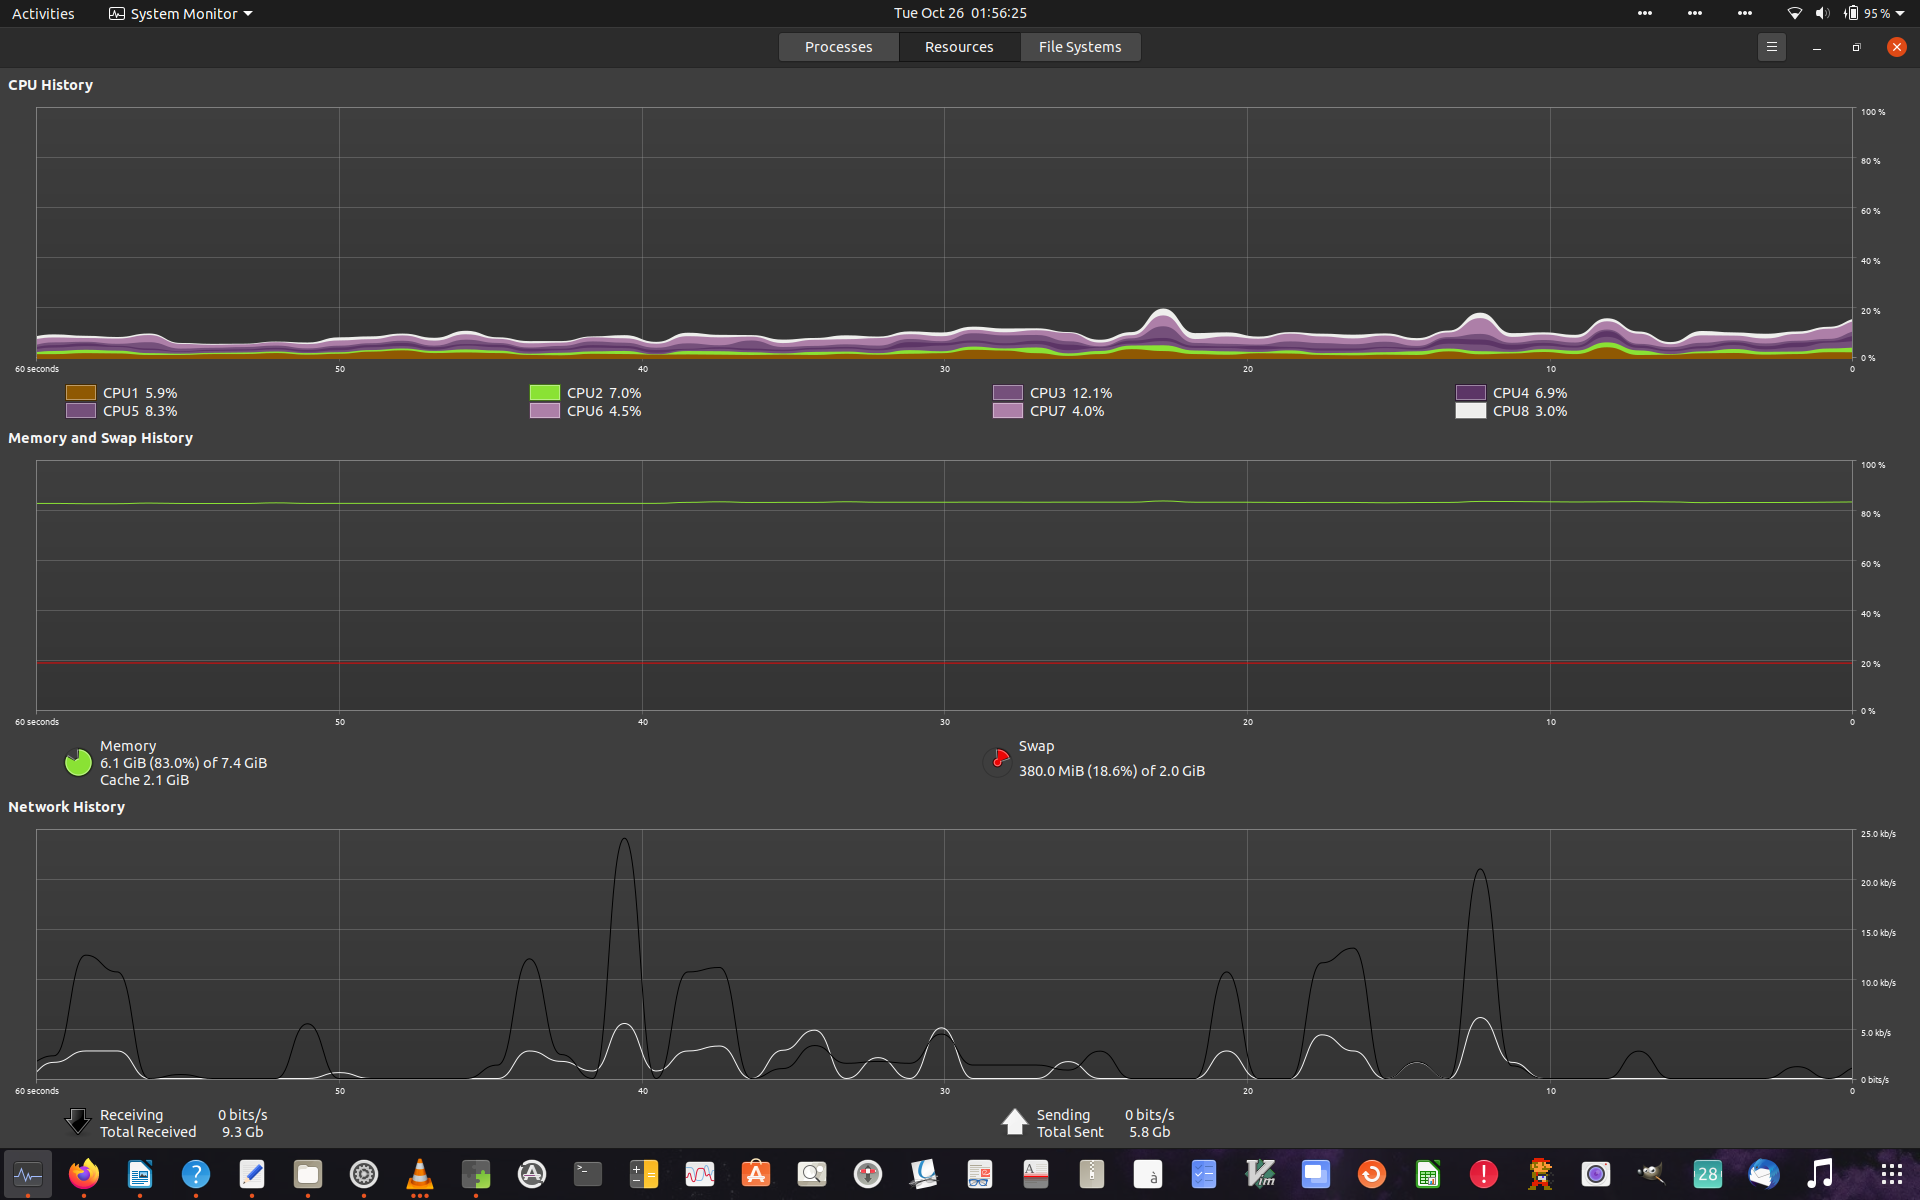 Activities System Monitor Tue Oct 26 01:56:25 95 %
Processes Resources File Systems
CPU History
100 %
80 %
60 %
40 %
20 %
0 %
60 seconds 50 40 30 20 10 0
CPU1 5.9% CPU2 7.0% CPU3 12.1% CPU4 6.9%
CPU5 8.3% CPU6 4.5% CPU7 4.0% CPU8 3.0%
Memory and Swap History
100 %
80 %
60 %
40 %
20 %
0 %
60 seconds 50 40 30 20 10 0
Memory
6.1 GiB (83.0%) of 7.4 GiB
Cache 2.1 GiB
Swap
380.0 MiB (18.6%) of 2.0 GiB
Network History
25.0 kb/s
20.0 kb/s
15.0 kb/s
10.0 kb/s
5.0 kb/s
0 bits/s
60 seconds 50 40 30 20 10 0
Receiving 0 bits/s
Total Received 9.3 Gb
Sending 0 bits/s
Total Sent 5.8 Gb
? >_ A à Vim ! 28